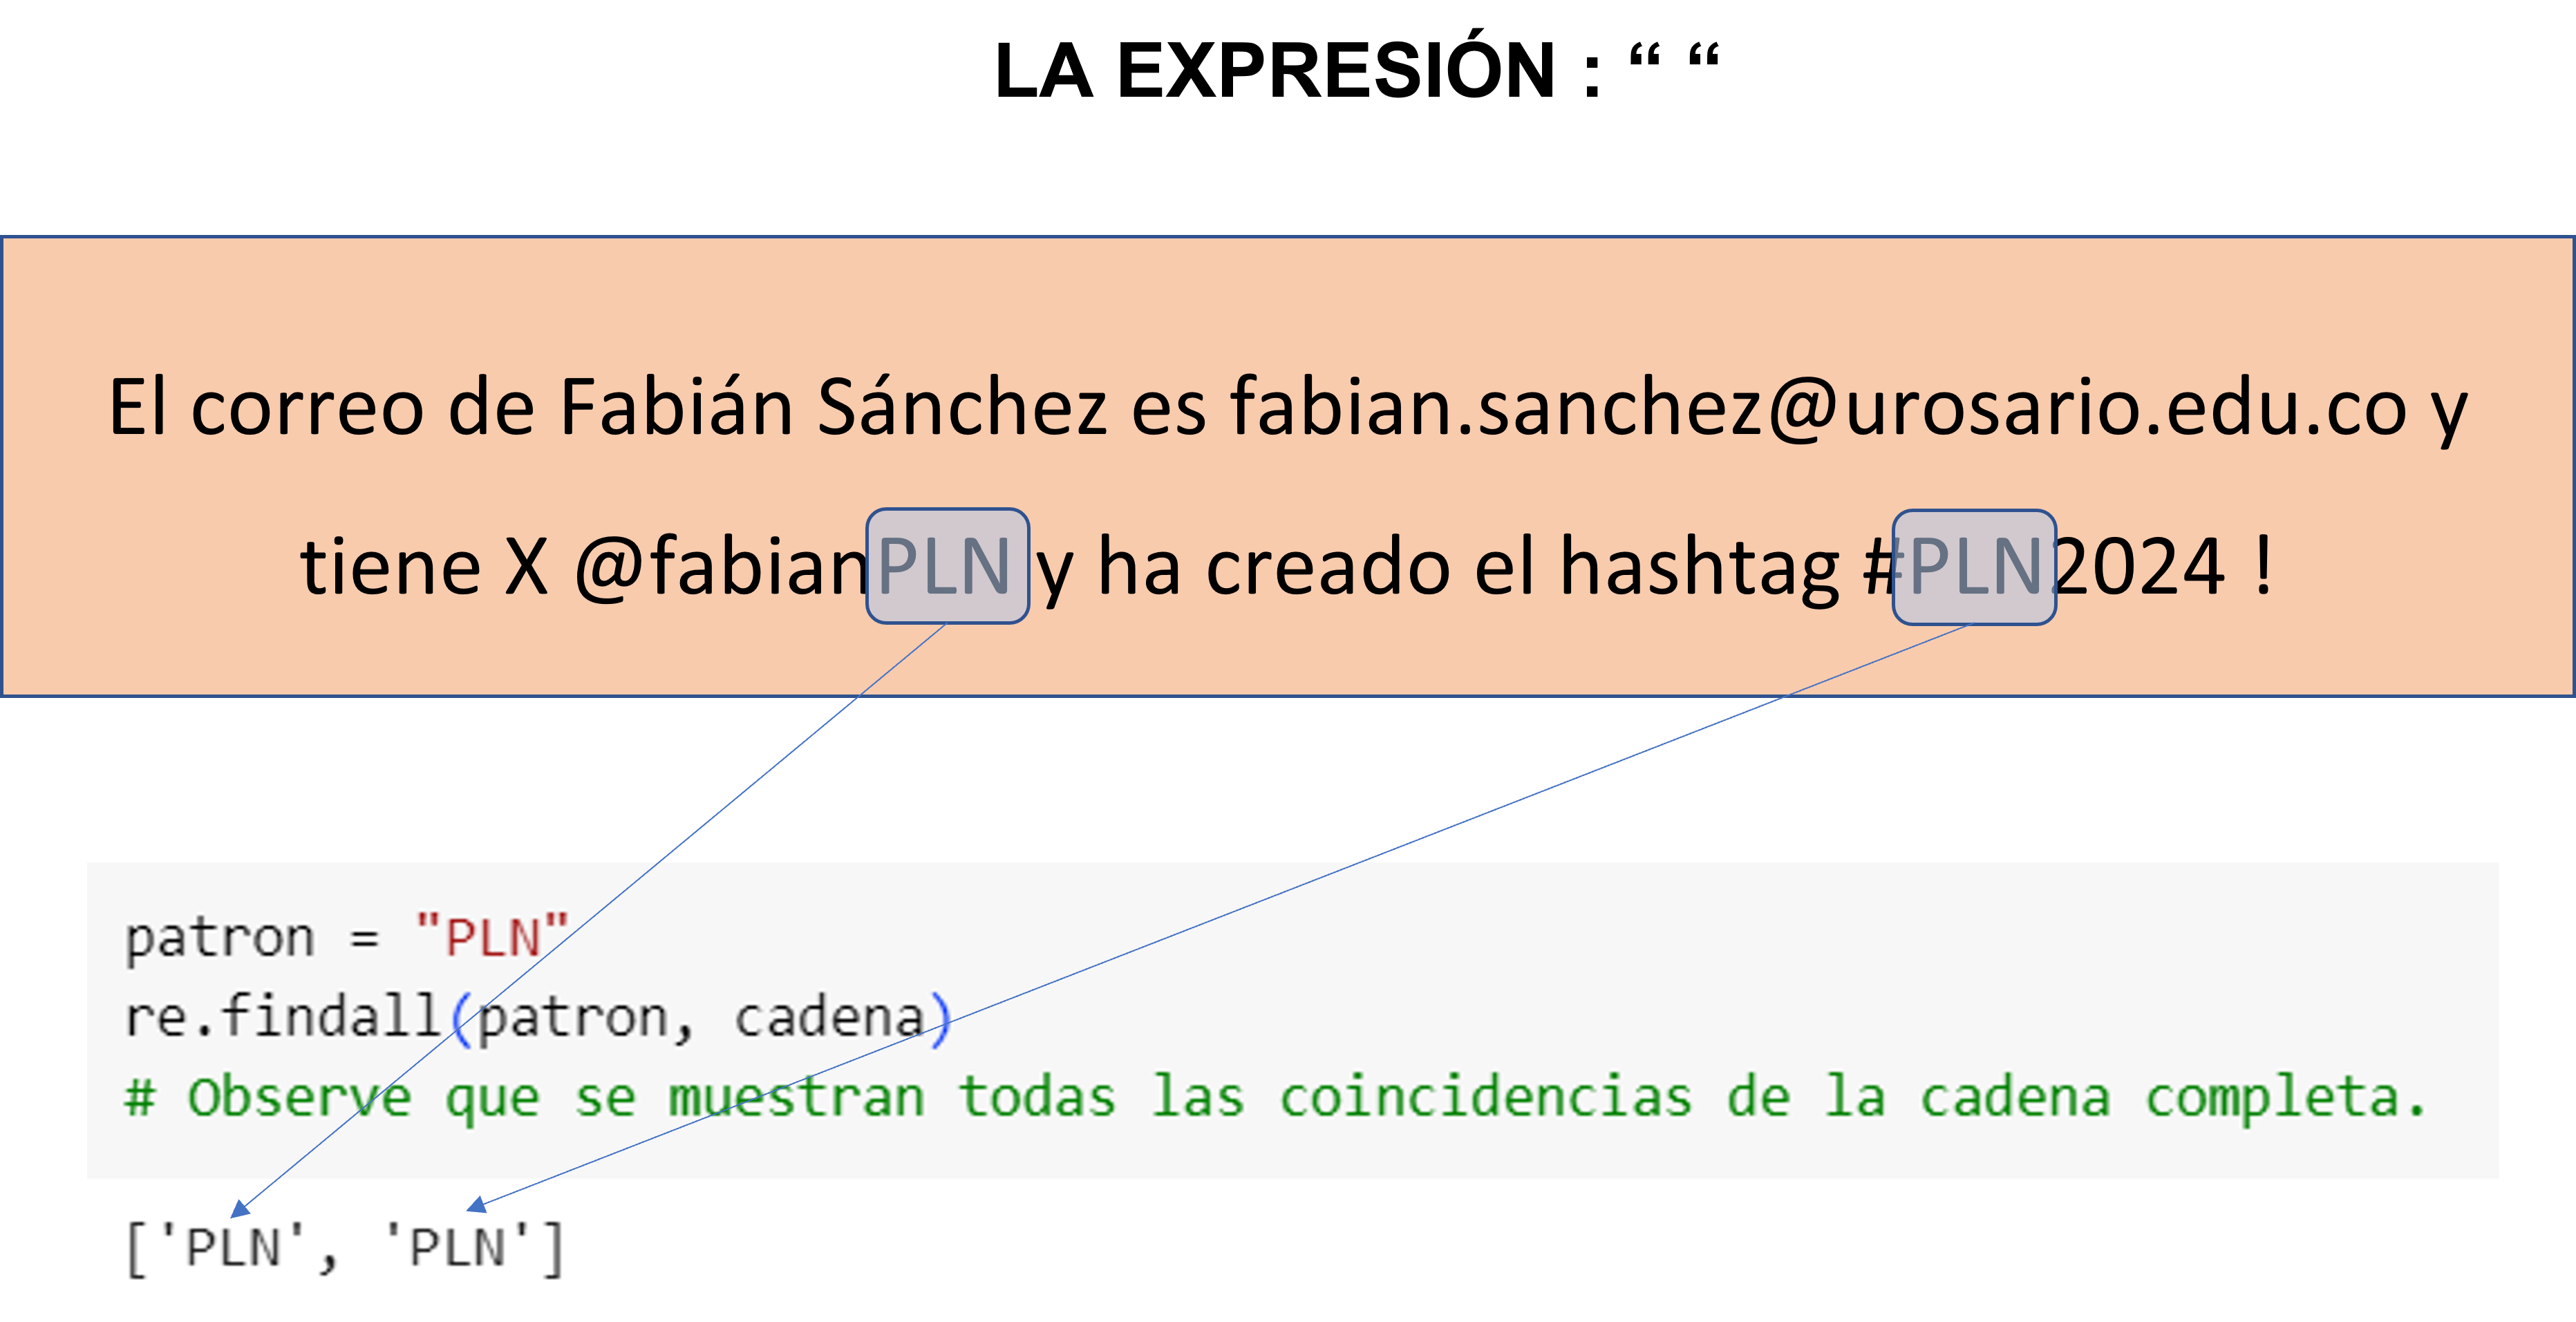 LA EXPRESIÓN : “ “
El correo de Fabián Sánchez es fabian.sanchez@urosario.edu.co y
tiene X @fabianPLN y ha creado el hashtag #PLN2024 !
patron = "PLN"
re.findall(patron, cadena)
# Observe que se muestran todas las coincidencias de la cadena completa.
['PLN', 'PLN']